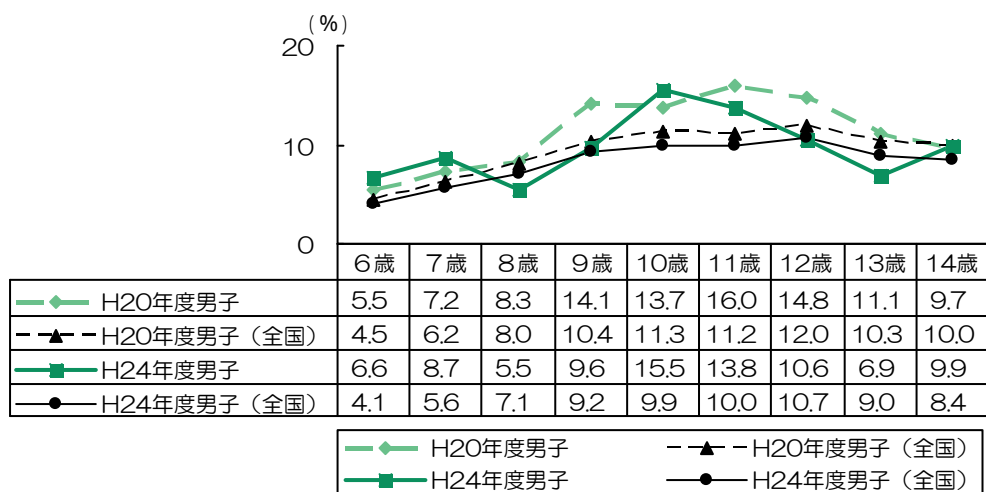 (%)
20
10
0
6歳 7歳 8歳 9歳 10歳 11歳 12歳 13歳 14歳
H20年度男子 5.5 7.2 8.3 14.1 13.7 16.0 14.8 11.1 9.7
H20年度男子（全国） 4.5 6.2 8.0 10.4 11.3 11.2 12.0 10.3 10.0
H24年度男子 6.6 8.7 5.5 9.6 15.5 13.8 10.6 6.9 9.9
H24年度男子（全国） 4.1 5.6 7.1 9.2 9.9 10.0 10.7 9.0 8.4
H20年度男子 H20年度男子（全国）
H24年度男子 H24年度男子（全国）